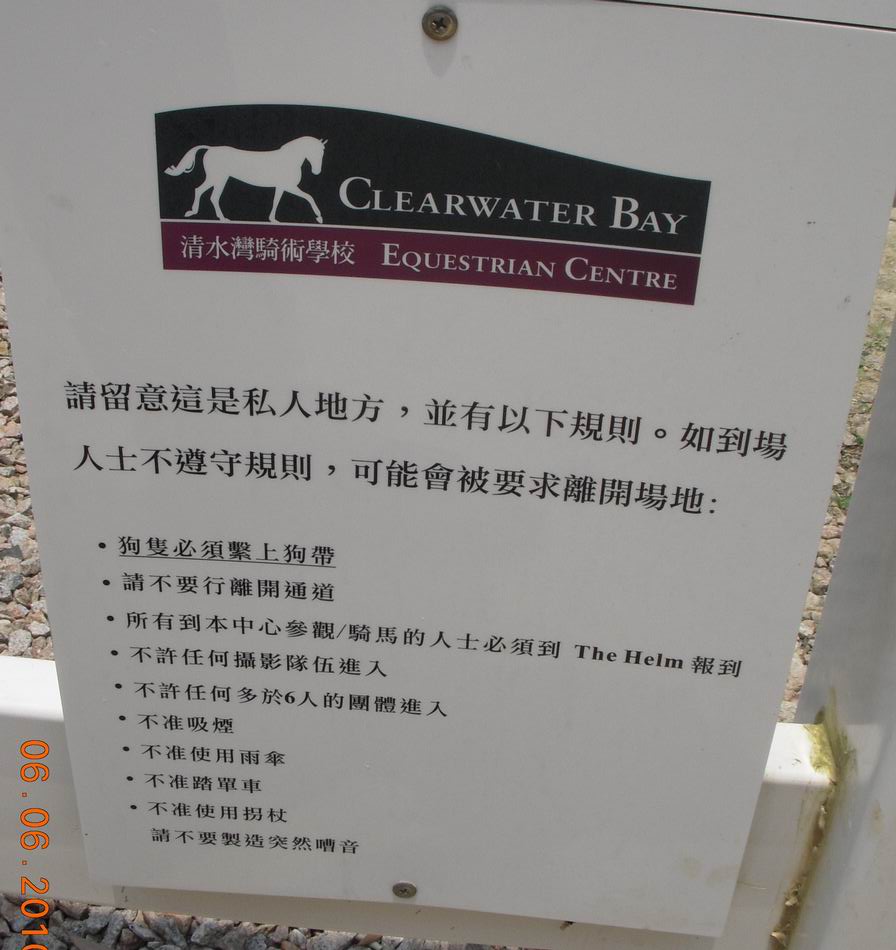 CLEARWATER BAY
清水灣騎術學校 EQUESTRIAN CENTRE
請留意這是私人地方，並有以下規則。如到場
人士不遵守規則，可能會被要求離開場地:
• 狗隻必須繫上狗帶
• 請不要行離開通道
• 所有到本中心參觀/騎馬的人士必須到 The Helm 報到
• 不許任何攝影隊伍進入
• 不許任何多於6人的團體進入
• 不准吸煙
• 不准使用雨傘
• 不准踏單車
• 不准使用拐杖
請不要製造突然嘈音
06.06.2010